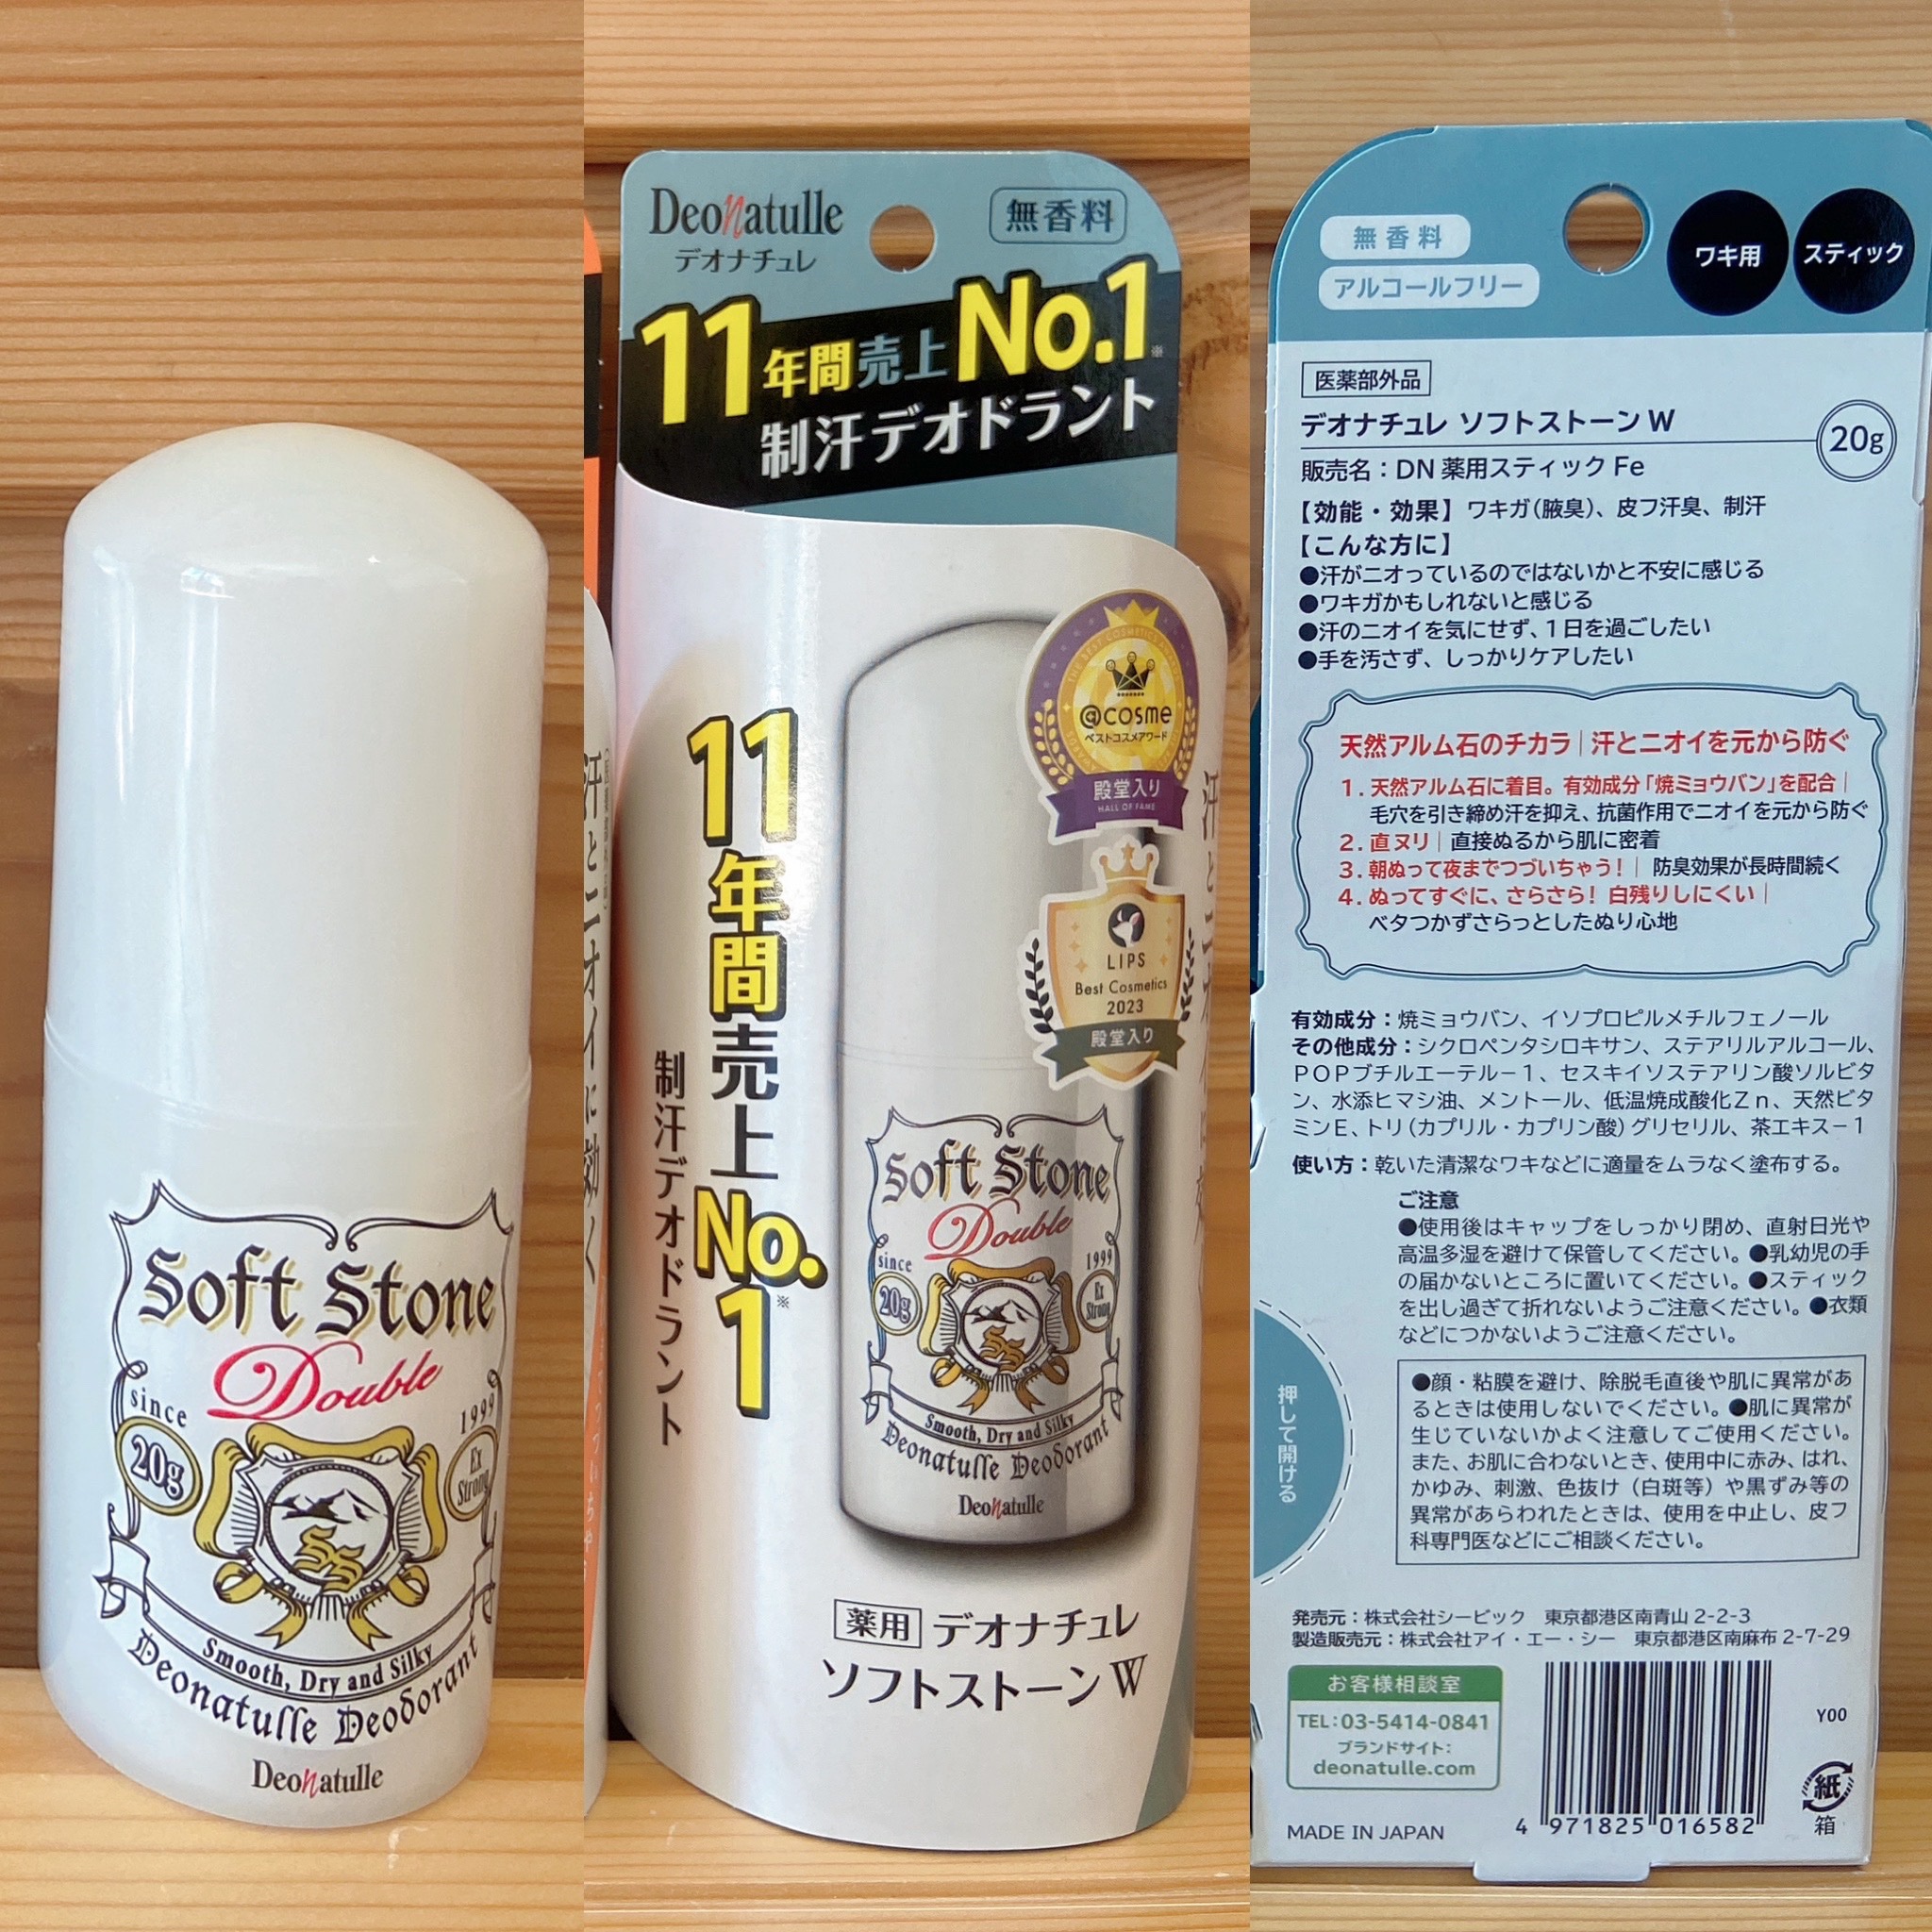 Soft Stone
Double
since
1999
20g
Ex
Strong
SS
Smooth, Dry and Silky
Deonatulle Deodorant
Deonatulle
汗とニオイに効く
Deonatulle
デオナチュレ
無香料
11年間売上No.1※
制汗デオドラント
11年間売上No.1※
制汗デオドラント
@cosme
ベストコスメアワード
殿堂入り
HALL OF FAME
LIPS
Best Cosmetics
2023
殿堂入り
Soft Stone
Double
since
1999
20g
Ex
Strong
SS
Smooth, Dry and Silky
Deonatulle Deodorant
Deonatulle
薬用 デオナチュレ
ソフトストーンW
無香料
アルコールフリー
ワキ用
スティック
医薬部外品
デオナチュレ ソフトストーンW
20g
販売名：DN薬用スティックFe
【効能・効果】ワキガ（腋臭）、皮フ汗臭、制汗
【こんな方に】
●汗がニオっているのではないかと不安に感じる
●ワキガかもしれないと感じる
●汗のニオイを気にせず、1日を過ごしたい
●手を汚さず、しっかりケアしたい
天然アルム石のチカラ｜汗とニオイを元から防ぐ
1. 天然アルム石に着目。有効成分「焼ミョウバン」を配合｜
毛穴を引き締め汗を抑え、抗菌作用でニオイを元から防ぐ
2. 直ヌリ｜直接ぬるから肌に密着
3. 朝ぬって夜までつづいちゃう！｜防臭効果が長時間続く
4. ぬってすぐに、さらさら！白残りしにくい｜
ベタつかずさらっとしたぬり心地
有効成分：焼ミョウバン、イソプロピルメチルフェノール
その他成分：シクロペンタシロキサン、ステアリルアルコール、
POPブチルエーテル－1、セスキイソステアリン酸ソルビタ
ン、水添ヒマシ油、メントール、低温焼成酸化Zn、天然ビタ
ミンE、トリ（カプリル・カプリン酸）グリセリル、茶エキス－1
使い方：乾いた清潔なワキなどに適量をムラなく塗布する。
ご注意
●使用後はキャップをしっかり閉め、直射日光や
高温多湿を避けて保管してください。●乳幼児の手
の届かないところに置いてください。●スティック
を出し過ぎて折れないようご注意ください。●衣類
などにつかないようご注意ください。
●顔・粘膜を避け、除脱毛直後や肌に異常があ
るときは使用しないでください。●肌に異常が
生じていないかよく注意してご使用ください。
また、お肌に合わないとき、使用中に赤み、はれ、
かゆみ、刺激、色抜け（白斑等）や黒ずみ等の
異常があらわれたときは、使用を中止し、皮フ
科専門医などにご相談ください。
押して開ける
発売元：株式会社シービック 東京都港区南青山2-2-3
製造販売元：株式会社アイ・エー・シー 東京都港区南麻布2-7-29
お客様相談室
TEL：03-5414-0841
ブランドサイト：
deonatulle.com
MADE IN JAPAN
4 971825 016582
Y00
紙
箱